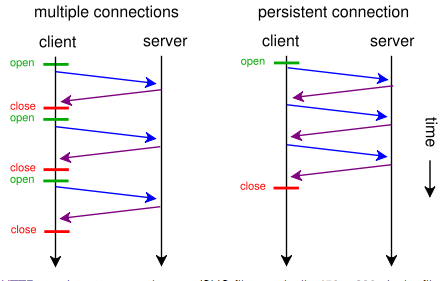 multiple connections
persistent connection
client
server
client
server
open
close
open
close
open
close
open
close
time